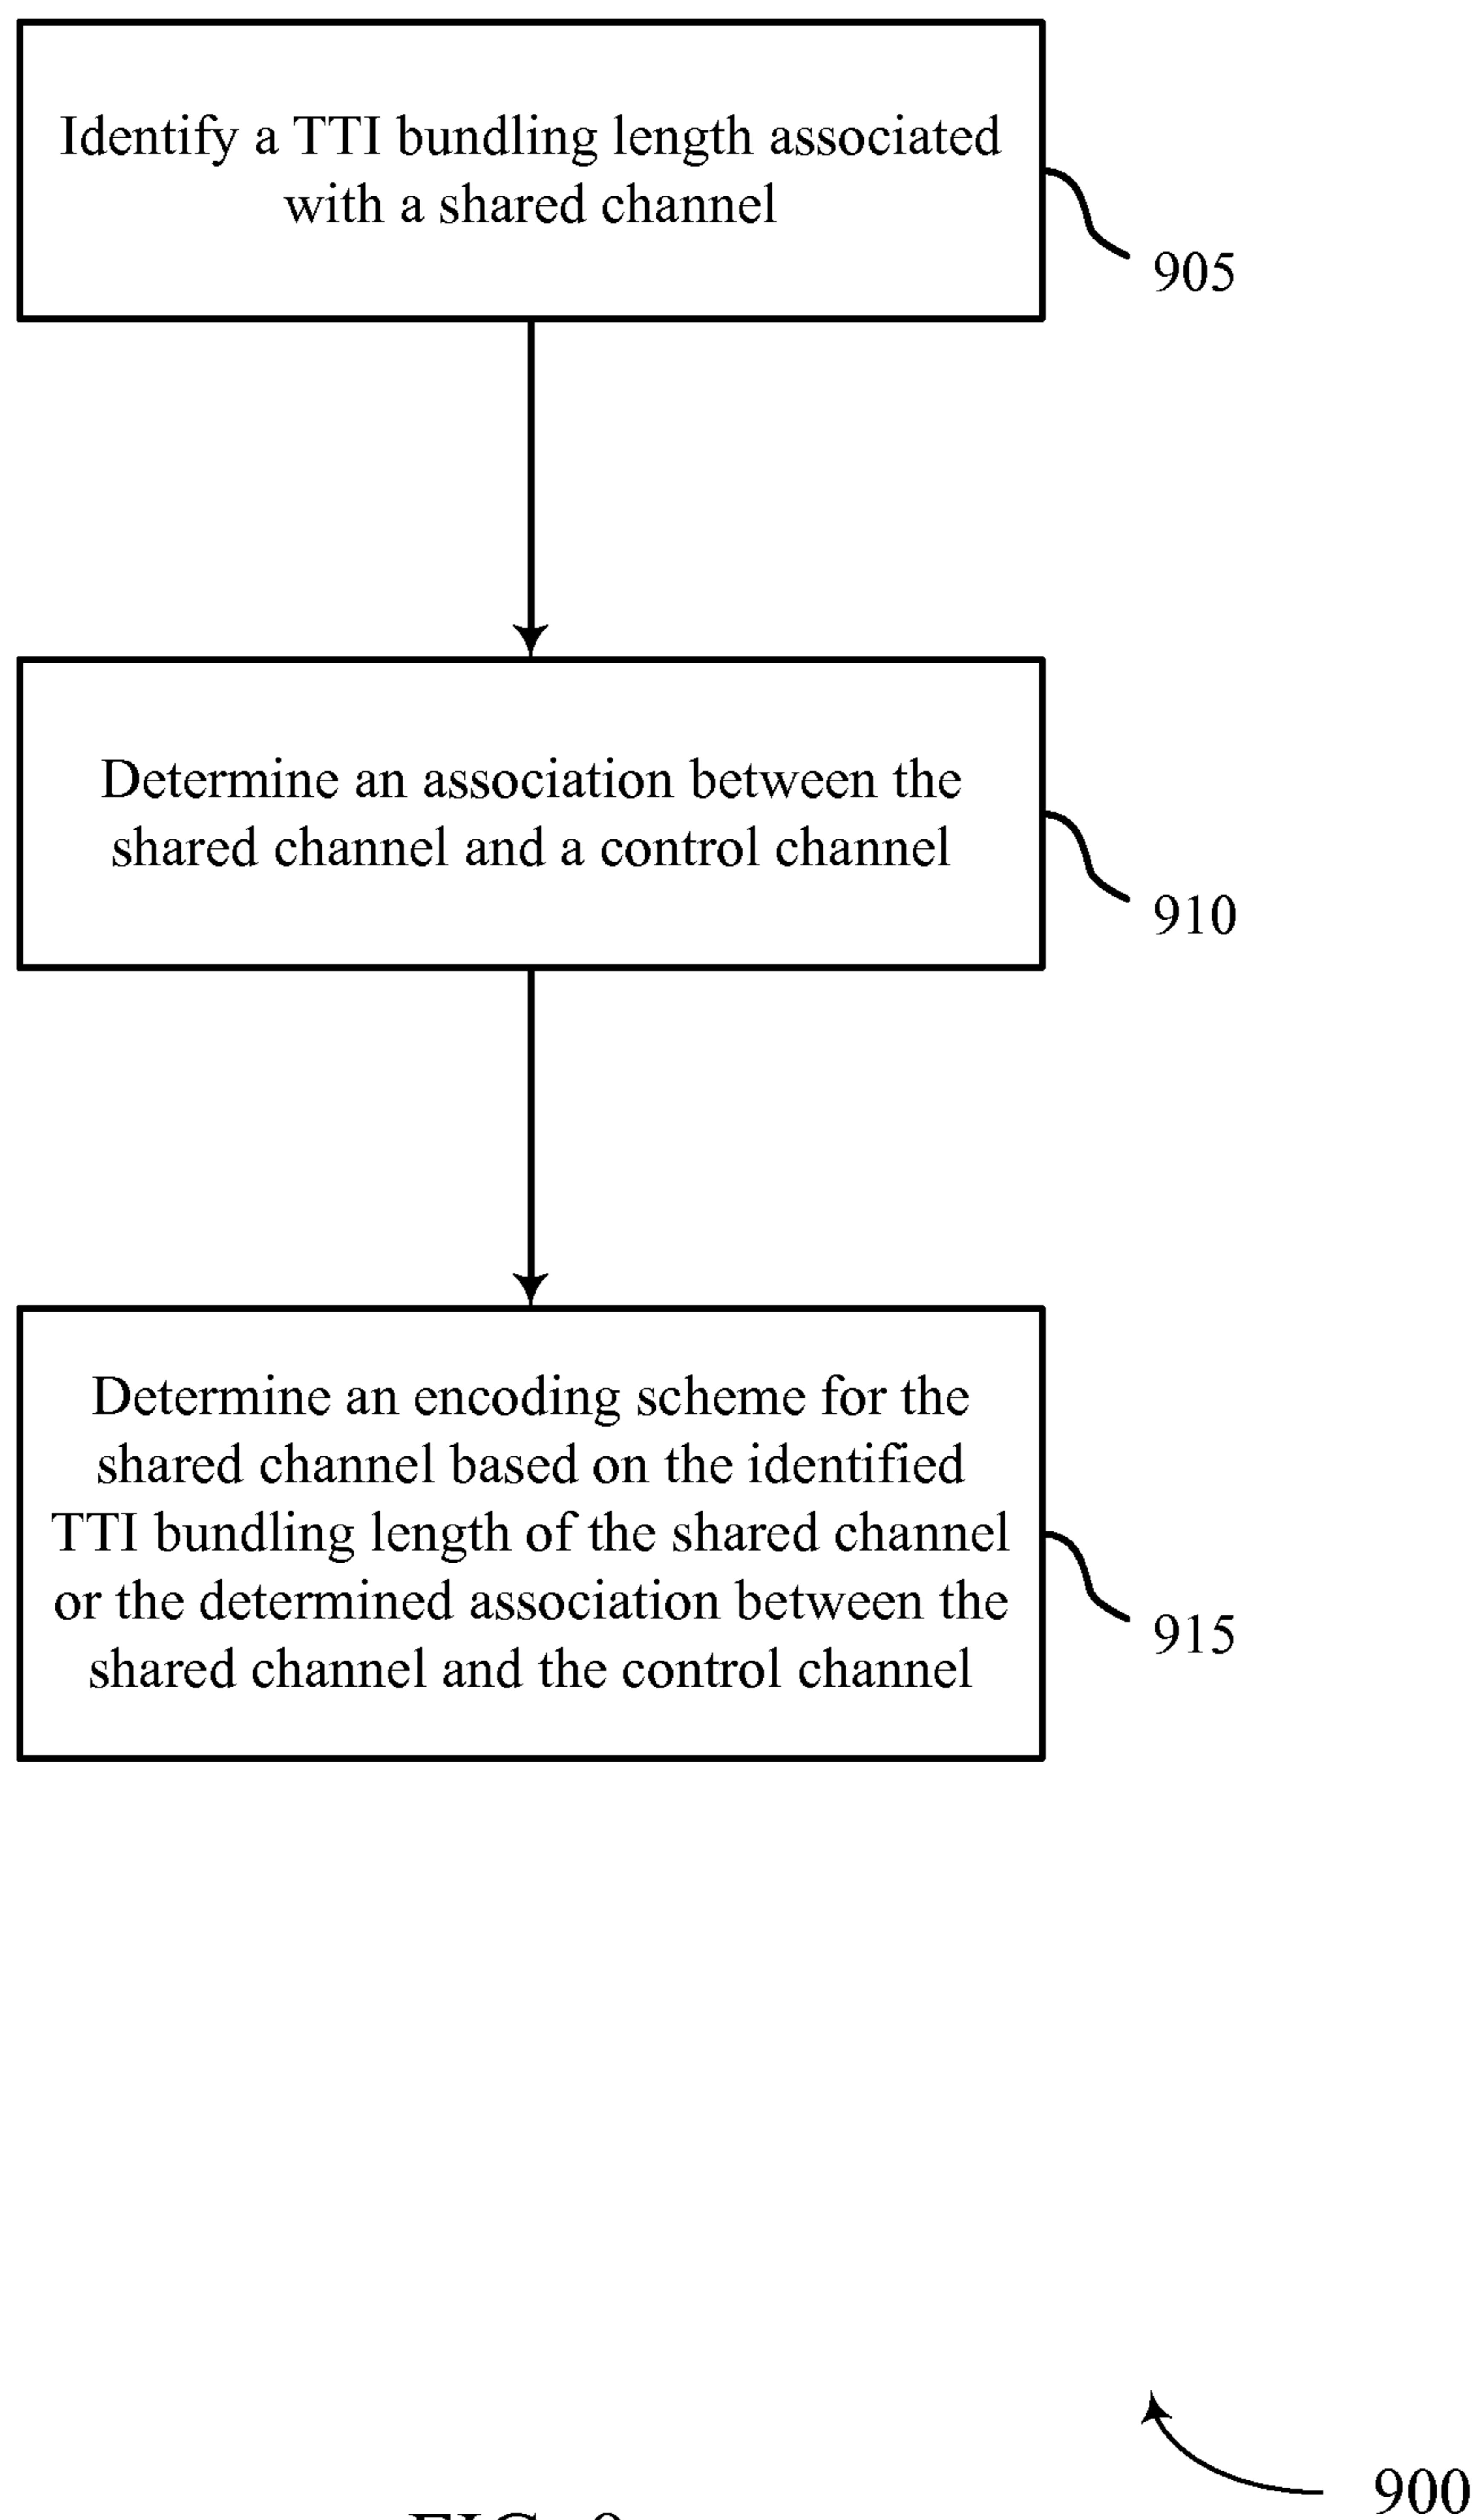 Identify a TTI bundling length associated
with a shared channel
905
Determine an association between the
shared channel and a control channel
910
Determine an encoding scheme for the
shared channel based on the identified
TTI bundling length of the shared channel
or the determined association between the
shared channel and the control channel
915
900